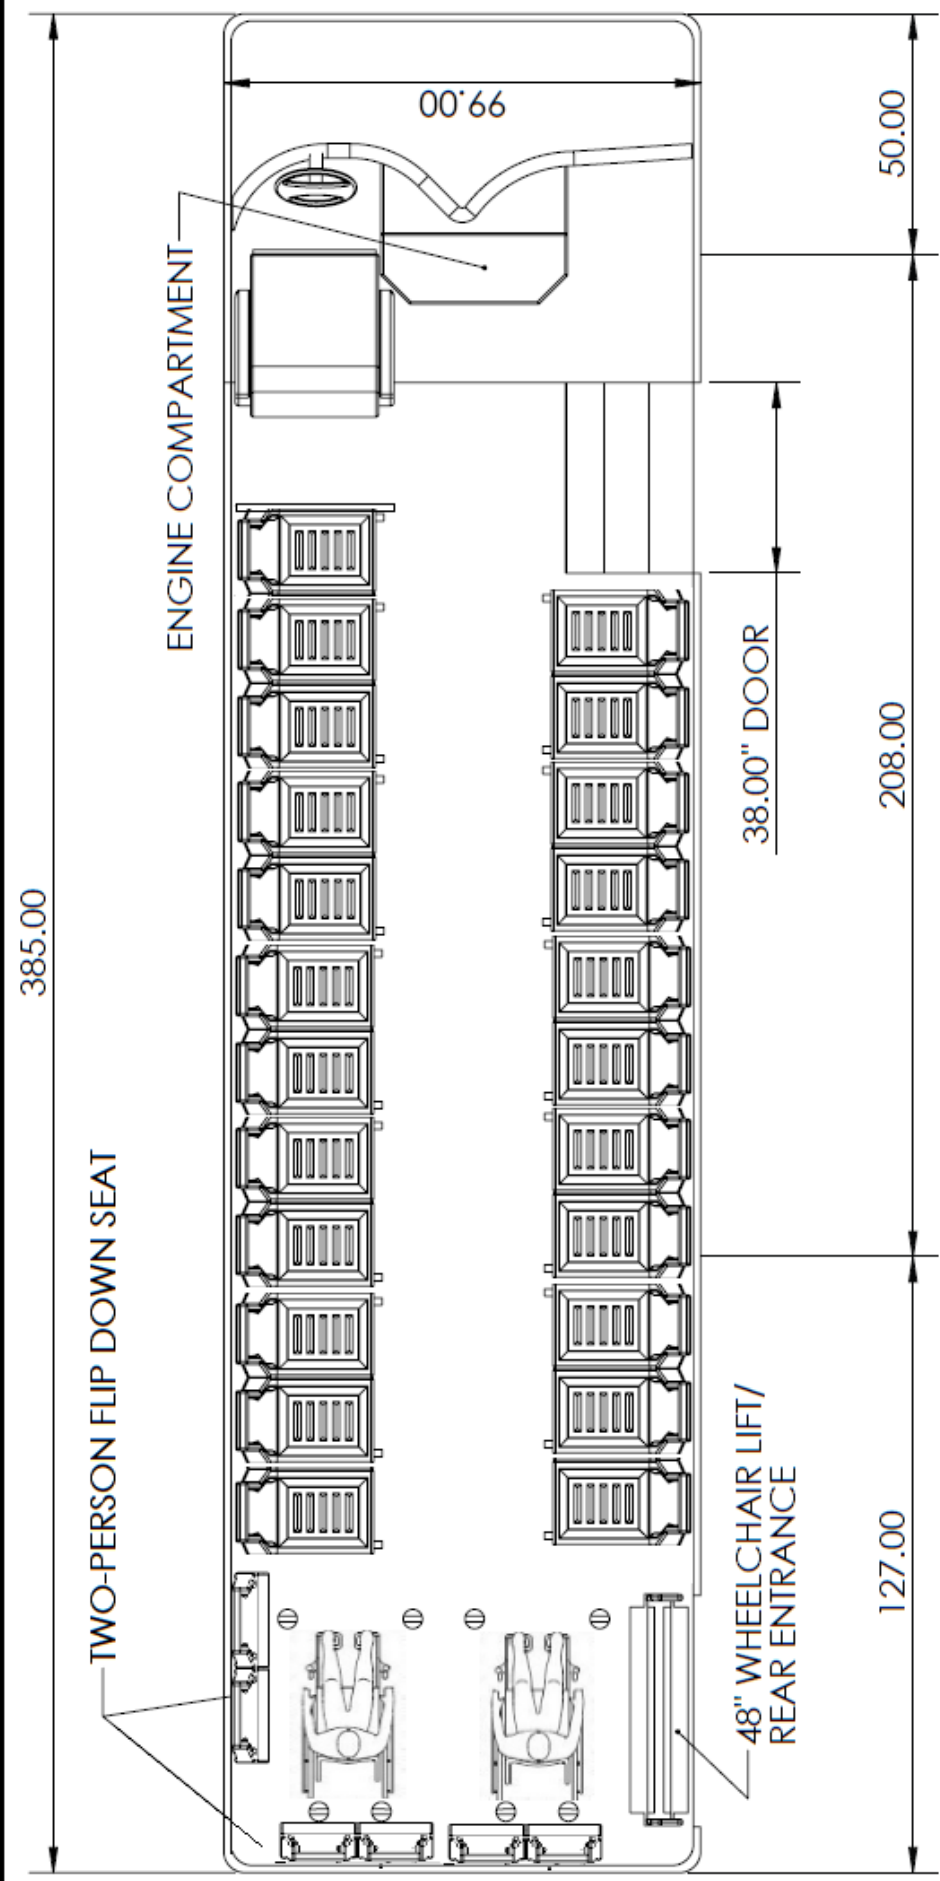 385.00
99.00
50.00
ENGINE COMPARTMENT
38.00" DOOR
208.00
TWO-PERSON FLIP DOWN SEAT
48" WHEELCHAIR LIFT/
REAR ENTRANCE
127.00